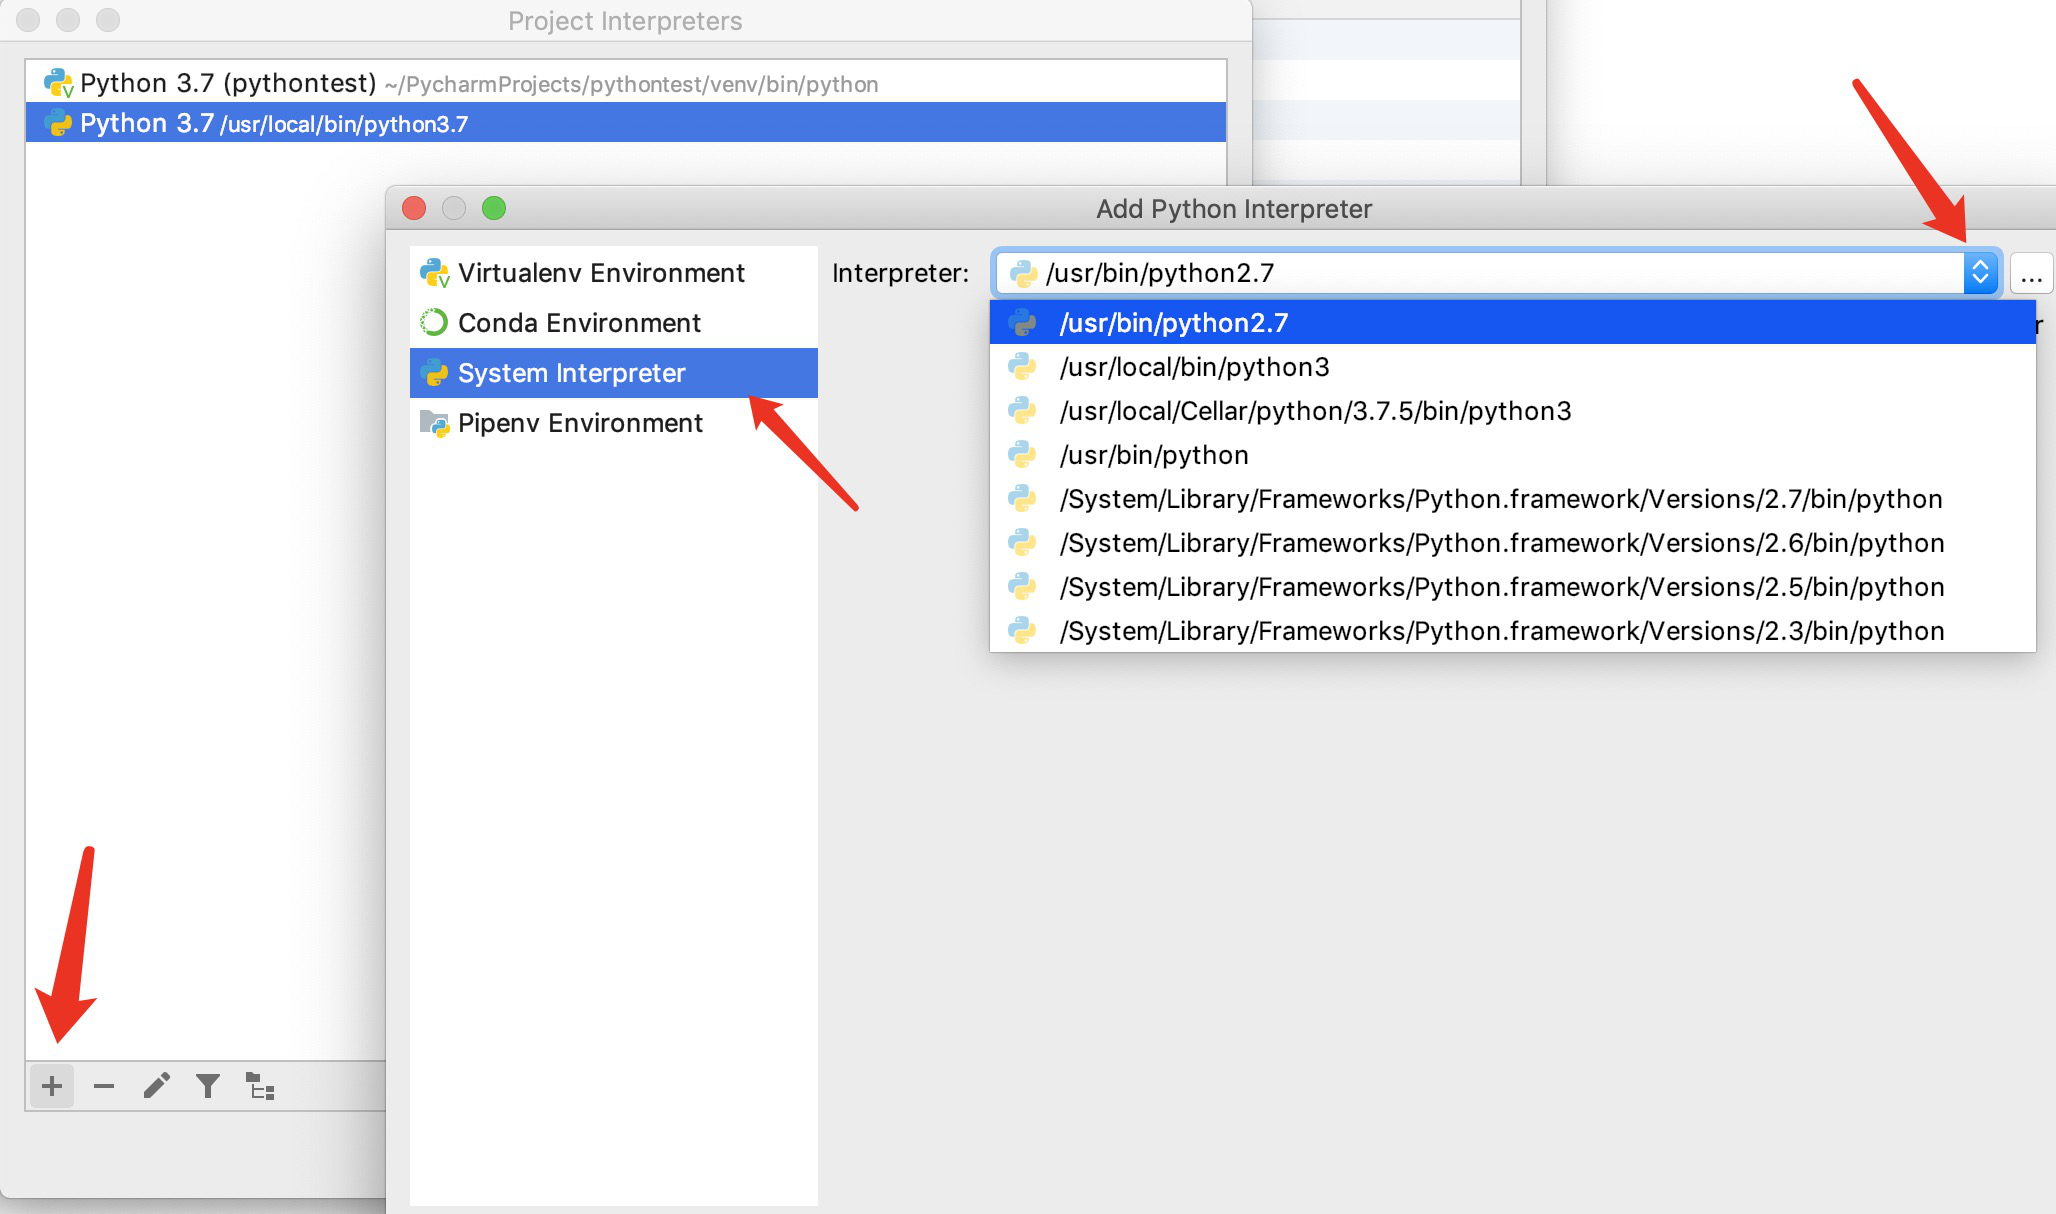 Project Interpreters
Python 3.7 (pythontest) ~/PycharmProjects/pythontest/venv/bin/python
Python 3.7 /usr/local/bin/python3.7
Add Python Interpreter
Virtualenv Environment
Conda Environment
System Interpreter
Pipenv Environment
Interpreter: /usr/bin/python2.7
...
/usr/bin/python2.7
/usr/local/bin/python3
/usr/local/Cellar/python/3.7.5/bin/python3
/usr/bin/python
/System/Library/Frameworks/Python.framework/Versions/2.7/bin/python
/System/Library/Frameworks/Python.framework/Versions/2.6/bin/python
/System/Library/Frameworks/Python.framework/Versions/2.5/bin/python
/System/Library/Frameworks/Python.framework/Versions/2.3/bin/python